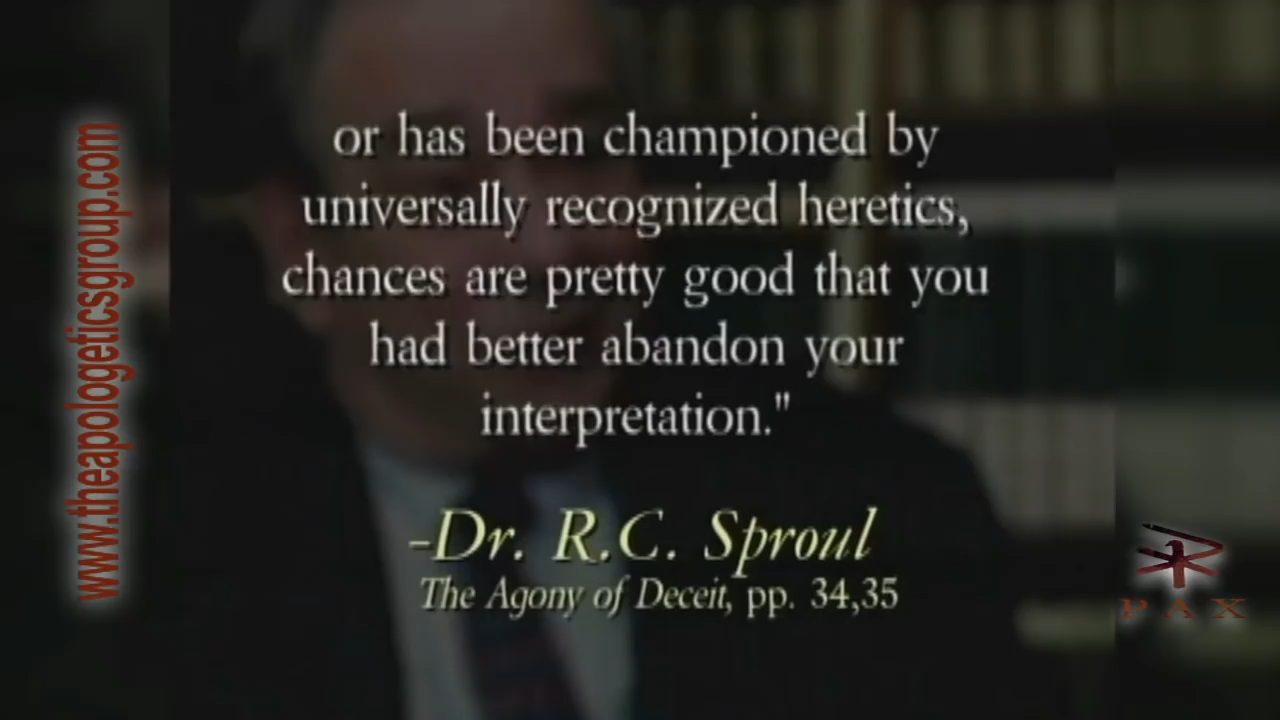 or has been championed by
universally recognized heretics,
chances are pretty good that you
had better abandon your
interpretation."
-Dr. R.C. Sproul
The Agony of Deceit, pp. 34,35
www.theapologeticsgroup.com
PAX